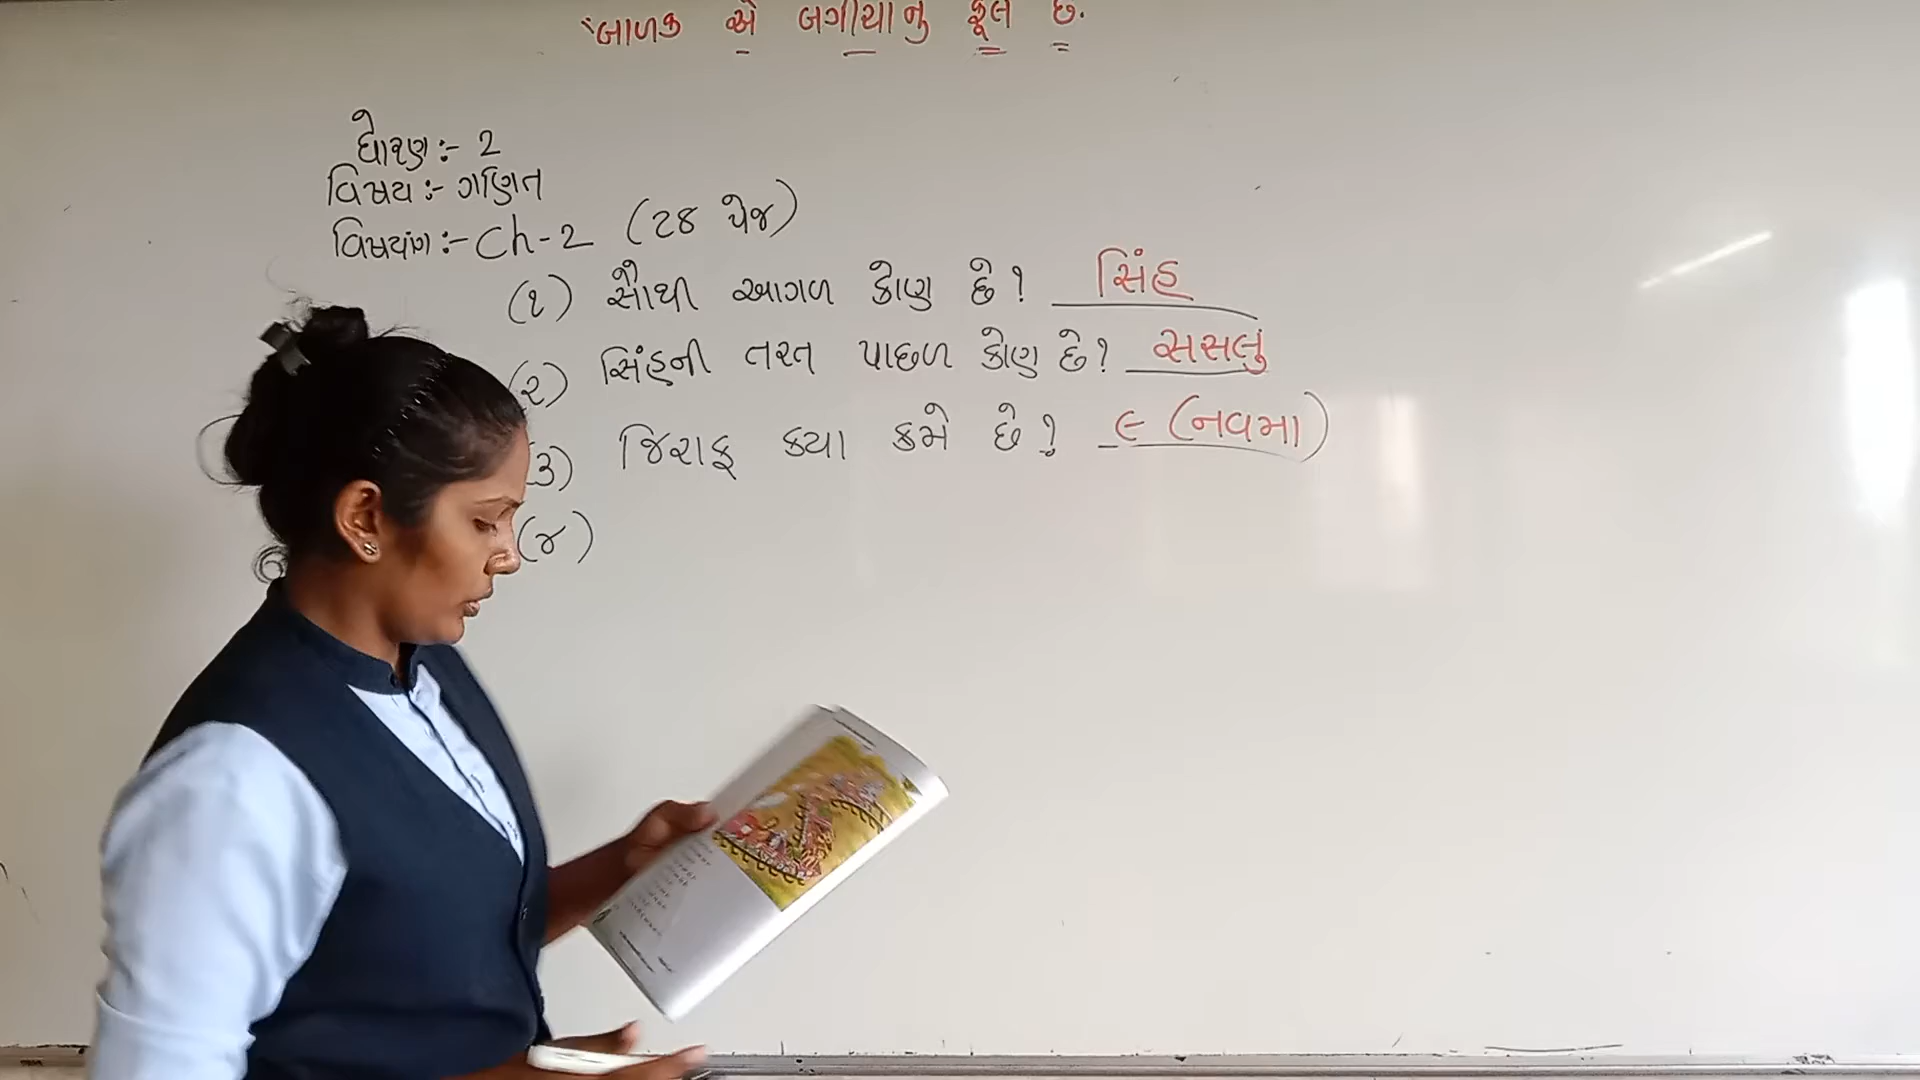 `બાળક એ બગીચાનુ ફૂલ છે.
ધોરણ :- 2
વિષય :- ગણિત
વિષયાંગ :- Ch-2 (૨૪ પેજ)
(૧) સૌથી આગળ કોણ છે? સિંહ
(૨) સિંહની તરત પાછળ કોણ છે? સસલું
(૩) જિરાફ કયા ક્રમે છે? ૯ (નવમા)
(૪)